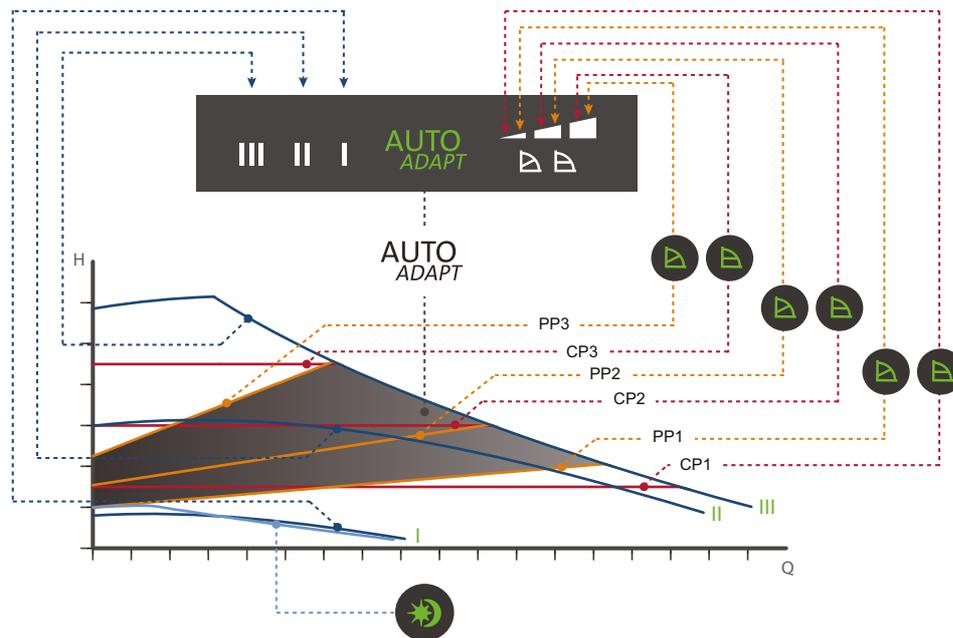 III II I AUTO
ADAPT
AUTO
ADAPT
H
PP3
CP3
PP2
CP2
PP1
CP1
III
II
I
Q